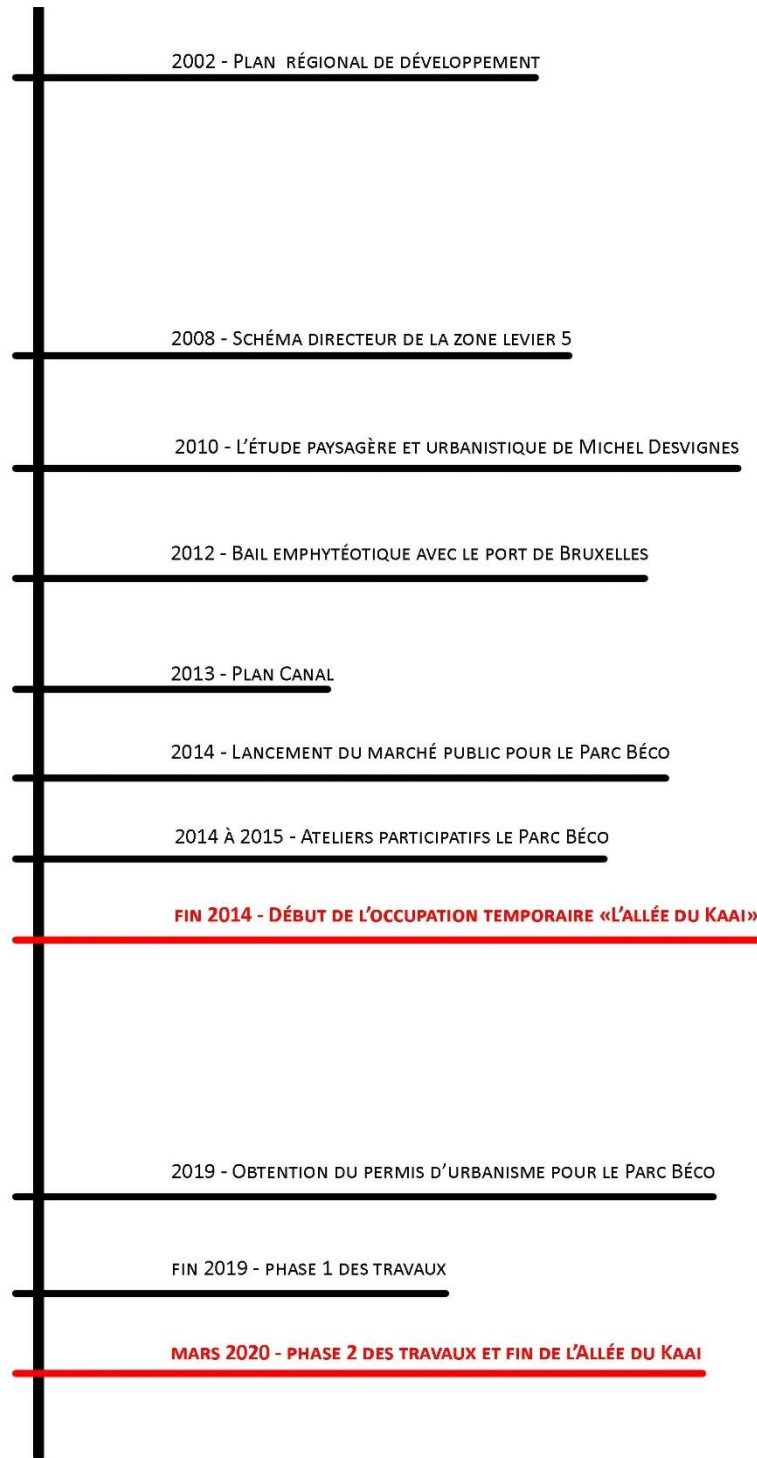 2002 - Plan régional de développement
2008 - Schéma directeur de la zone levier 5
2010 - L'étude paysagère et urbanistique de Michel Desvignes
2012 - Bail emphytéotique avec le port de Bruxelles
2013 - Plan Canal
2014 - Lancement du marché public pour le Parc Béco
2014 à 2015 - Ateliers participatifs le Parc Béco
fin 2014 - Début de l'occupation temporaire «L'allée du Kaai»
2019 - Obtention du permis d'urbanisme pour le Parc Béco
fin 2019 - phase 1 des travaux
mars 2020 - phase 2 des travaux et fin de l'Allée du Kaai